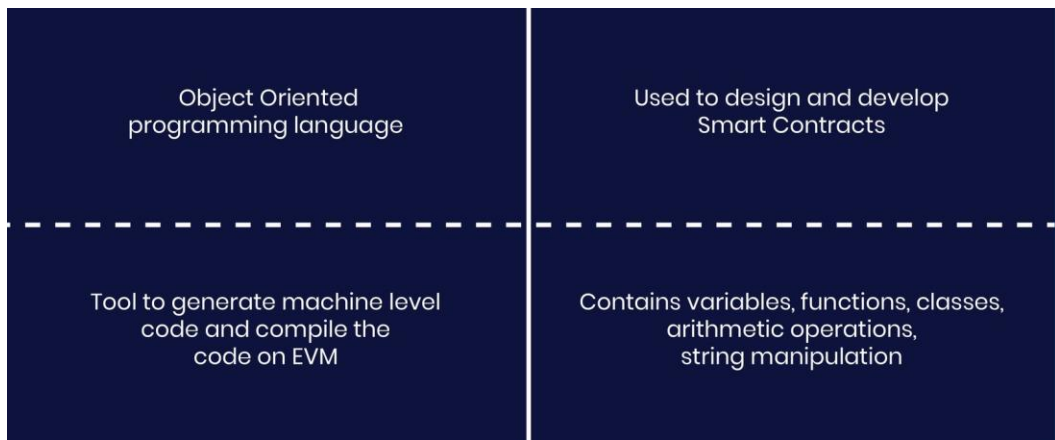 Object Oriented
programming language
Used to design and develop
Smart Contracts
Tool to generate machine level
code and compile the
code on EVM
Contains variables, functions, classes,
arithmetic operations,
string manipulation